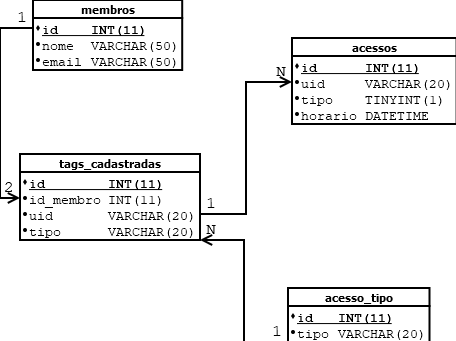 membros
1
id INT(11)
nome VARCHAR(50)
email VARCHAR(50)
acessos
N
id INT(11)
uid VARCHAR(20)
tipo TINYINT(1)
horario DATETIME
tags_cadastradas
2
id INT(11)
id_membro INT(11)
1
uid VARCHAR(20)
tipo VARCHAR(20)
N
acesso_tipo
id INT(11)
1
tipo VARCHAR(20)